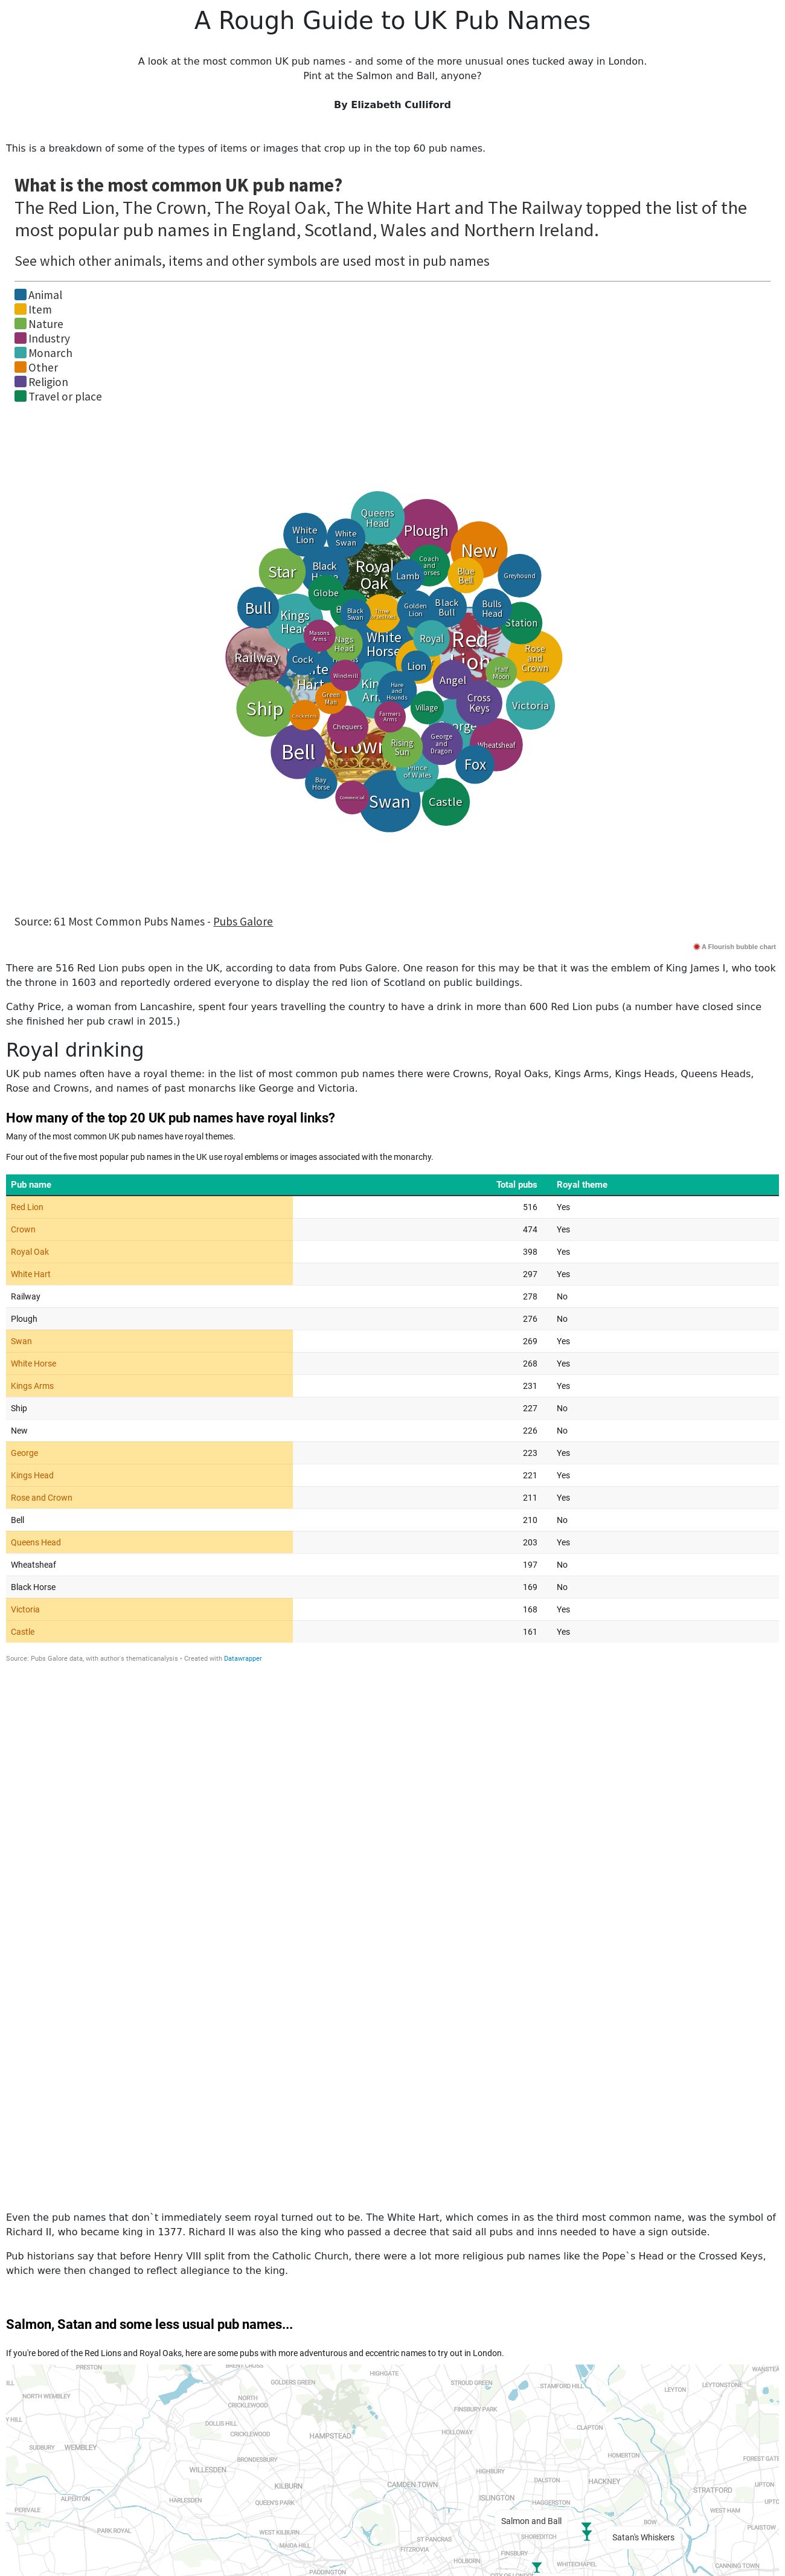 A Rough Guide to UK Pub Names
A look at the most common UK pub names - and some of the more unusual ones tucked away in London.
Pint at the Salmon and Ball, anyone?
By Elizabeth Culliford
This is a breakdown of some of the types of items or images that crop up in the top 60 pub names.
What is the most common UK pub name?
The Red Lion, The Crown, The Royal Oak, The White Hart and The Railway topped the list of the
most popular pub names in England, Scotland, Wales and Northern Ireland.
See which other animals, items and other symbols are used most in pub names
Animal
Item
Nature
Industry
Monarch
Other
Religion
Travel or place
Queens
Head
Plough
White
Lion
White
Swan
New
Royal
Oak
Coach
and
Star
Black
Lamb
Blue
Bell
Greyhound
Globe
Bull
Black
Swan
Golden
Lion
Black
Bull
Bulls
Head
Station
Kings
Head
Masons
Arms
Nags
Head
White
Horse
Royal
Red
Lion
Rose
and
Crown
Railway
Cock
Lion
Half
Moon
Windmill
Angel
Hart
Hare
and
Hounds
Green
Man
Ship
Village
Cross
Keys
Victoria
Chequers
Farmers
Arms
Bell
Crown
Rising
Sun
George
and
Dragon
Wheatsheaf
Fox
Bay
Horse
Prince
of Wales
Commercial
Swan
Castle
Source: 61 Most Common Pubs Names - Pubs Galore
A Flourish bubble chart
There are 516 Red Lion pubs open in the UK, according to data from Pubs Galore. One reason for this may be that it was the emblem of King James I, who took
the throne in 1603 and reportedly ordered everyone to display the red lion of Scotland on public buildings.
Cathy Price, a woman from Lancashire, spent four years travelling the country to have a drink in more than 600 Red Lion pubs (a number have closed since
she finished her pub crawl in 2015.)
Royal drinking
UK pub names often have a royal theme: in the list of most common pub names there were Crowns, Royal Oaks, Kings Arms, Kings Heads, Queens Heads,
Rose and Crowns, and names of past monarchs like George and Victoria.
How many of the top 20 UK pub names have royal links?
Many of the most common UK pub names have royal themes.
Four out of the five most popular pub names in the UK use royal emblems or images associated with the monarchy.
Pub name Total pubs Royal theme
Red Lion 516 Yes
Crown 474 Yes
Royal Oak 398 Yes
White Hart 297 Yes
Railway 278 No
Plough 276 No
Swan 269 Yes
White Horse 268 Yes
Kings Arms 231 Yes
Ship 227 No
New 226 No
George 223 Yes
Kings Head 221 Yes
Rose and Crown 211 Yes
Bell 210 No
Queens Head 203 Yes
Wheatsheaf 197 No
Black Horse 169 No
Victoria 168 Yes
Castle 161 Yes
Source: Pubs Galore data, with author's thematicanalysis • Created with Datawrapper
Even the pub names that don`t immediately seem royal turned out to be. The White Hart, which comes in as the third most common name, was the symbol of
Richard II, who became king in 1377. Richard II was also the king who passed a decree that said all pubs and inns needed to have a sign outside.
Pub historians say that before Henry VIII split from the Catholic Church, there were a lot more religious pub names like the Pope`s Head or the Crossed Keys,
which were then changed to reflect allegiance to the king.
Salmon, Satan and some less usual pub names...
If you're bored of the Red Lions and Royal Oaks, here are some pubs with more adventurous and eccentric names to try out in London.
PRESTON
HIGHGATE
GOLDERS GREEN
STROUD GREEN
STAMFORD HILL
LEYTONSTONE
LEYTON
NORTH WEMBLEY
NORTH
CRICKLEWOOD
FINSBURY PARK
DOLLIS HILL
CLAPTON
CRICKLEWOOD
HAMPSTEAD
HOLLOWAY
SUDBURY
WEMBLEY
HOMERTON
BRONDESBURY
FOREST GATE
WILLESDEN
HIGHBURY
DALSTON
HACKNEY
KILBURN
CAMDEN TOWN
STRATFORD
UPTON
ALPERTON
HARLESDEN
QUEEN'S PARK
ISLINGTON
HAGGERSTON
WEST HAM
PERIVALE
Salmon and Ball
BOW
PLAISTOW
PARK ROYAL
WEST KILBURN
ST PANCRAS
SHOREDITCH
Satan's Whiskers
MAIDA HILL
FITZROVIA
FINSBURY
HOLBORN
WHITECHAPEL
CANNING TOWN
PADDINGTON